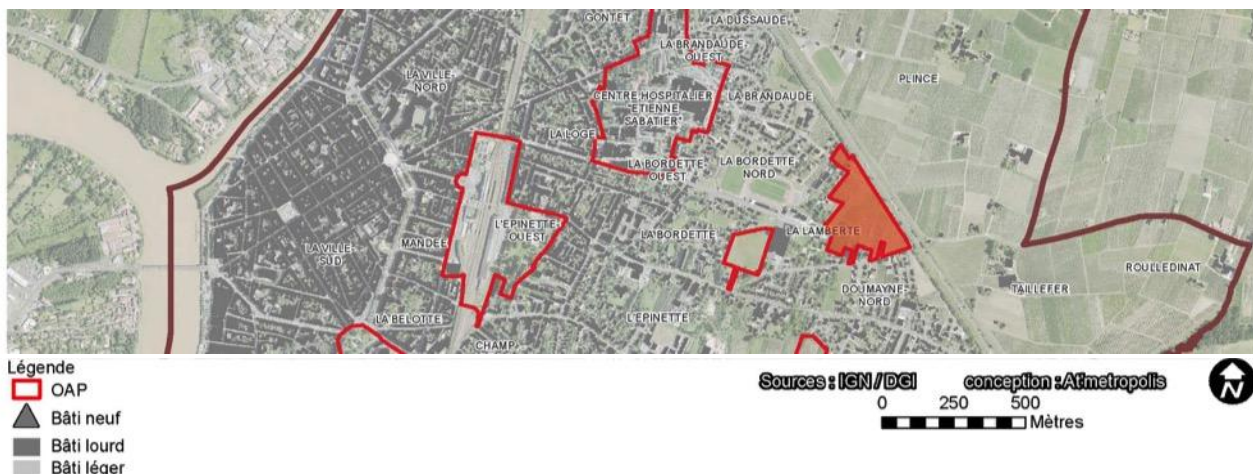 GONTET
LA DUSSAUDE
LA BRANDAUDE-
OUEST
LA VILLE-
NORD
PLINCE
CENTRE HOSPITALIER
"ETIENNE
SABATIER"
LA BRANDAUDE
LA LOGE
LA BORDETTE-
OUEST
LA BORDETTE-
NORD
L'EPINETTE-
OUEST
LA BORDETTE
LA LAMBERTE
MANDEE
LA VILLE-
SUD
ROULLEDINAT
DOUMAYNE-
NORD
TAILLEFER
LA BELOTTE
L'EPINETTE
CHAMP
Légende
OAP
Bâti neuf
Bâti lourd
Bâti léger
Sources : IGN / DGI conception : At'metropolis
0 250 500
Mètres
N